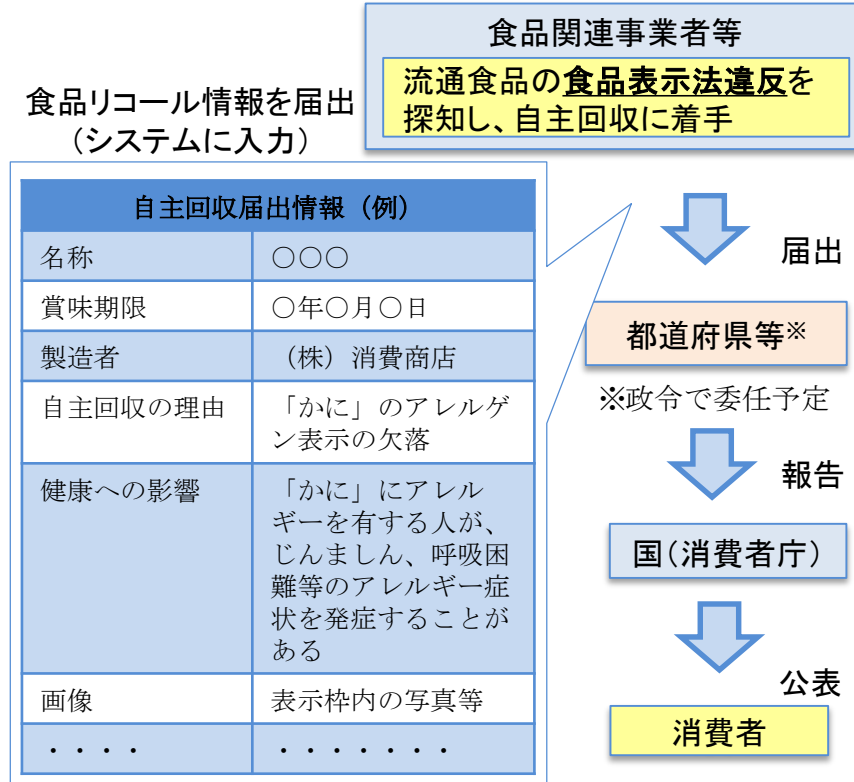 食品関連事業者等
流通食品の食品表示法違反を
探知し、自主回収に着手
食品リコール情報を届出
（システムに入力）
自主回収届出情報（例）
名称 〇〇〇
賞味期限 〇年〇月〇日
製造者 （株）消費商店
自主回収の理由 「かに」のアレルゲ
ン表示の欠落
健康への影響 「かに」にアレル
ギーを有する人が、
じんましん、呼吸困
難等のアレルギー症
状を発症することが
ある
画像 表示枠内の写真等
・・・・ ・・・・・・・
届出
都道府県等※
※政令で委任予定
報告
国（消費者庁）
公表
消費者